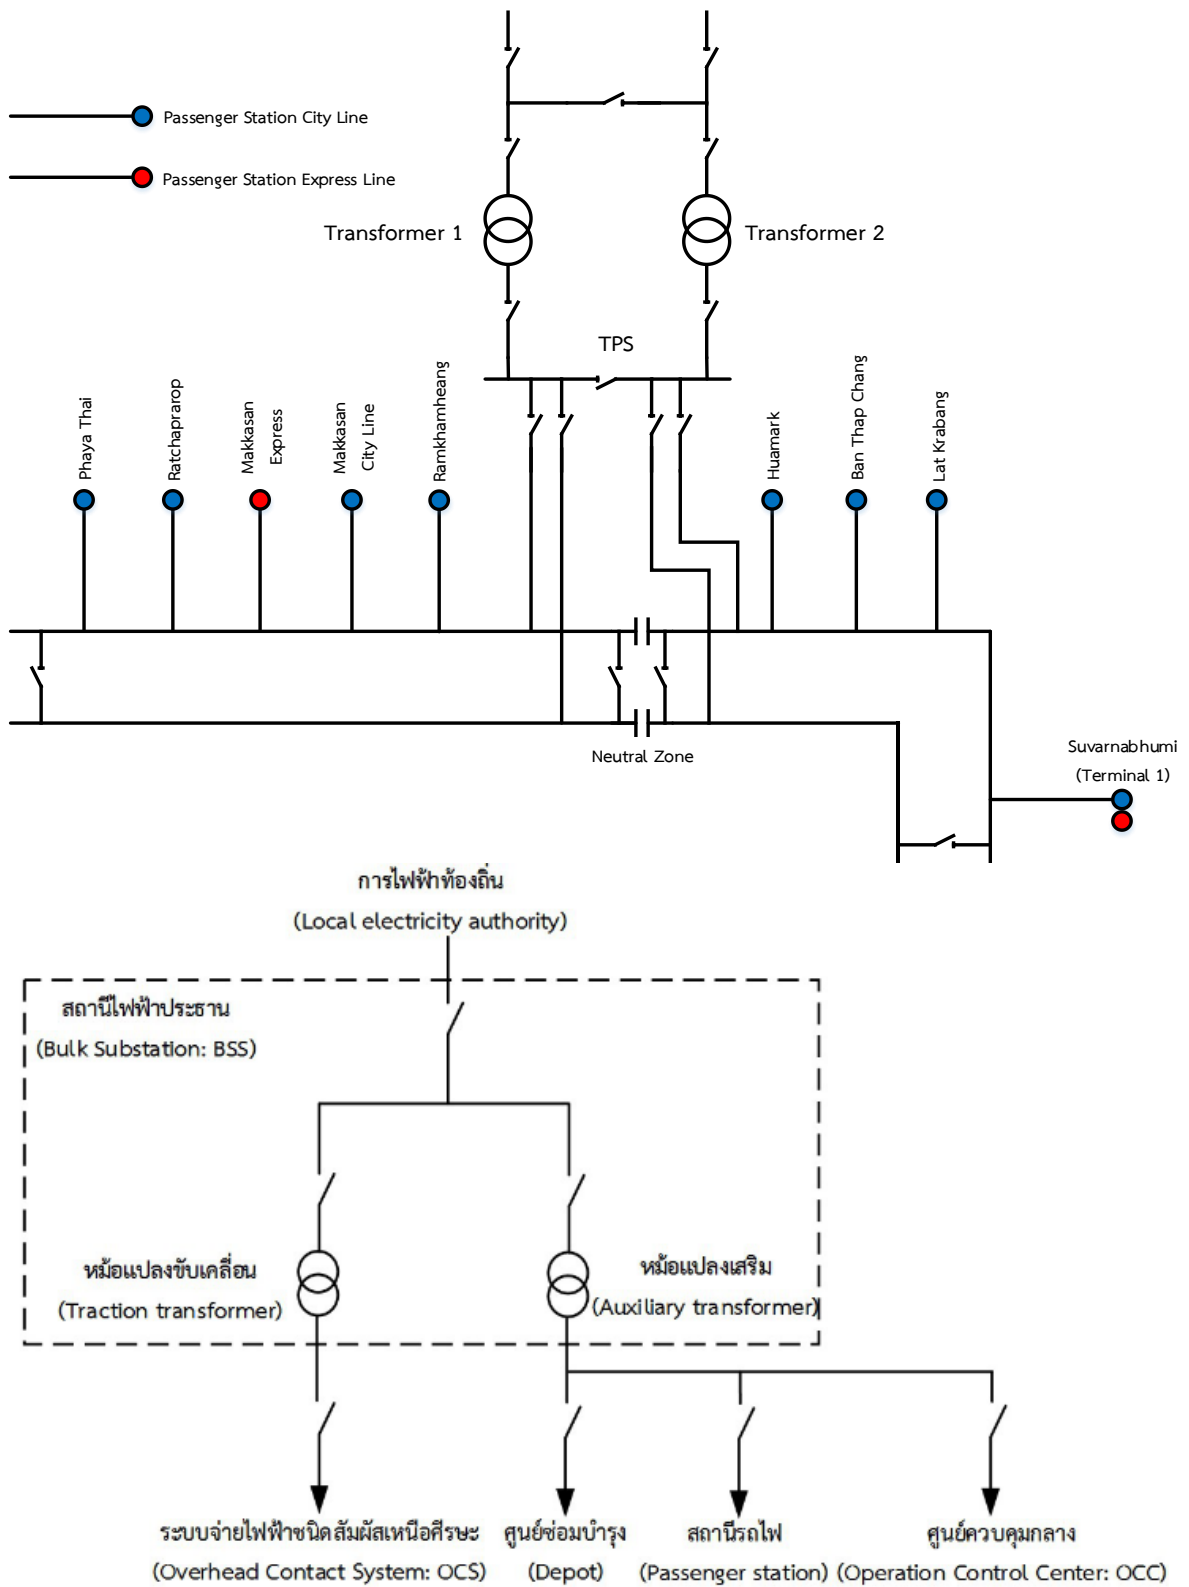 Passenger Station City Line
Passenger Station Express Line
Transformer 1
Transformer 2
TPS
Phaya Thai
Ratchaprarop
Makkasan
Express
Makkasan
City Line
Ramkhamheang
Huamark
Ban Thap Chang
Lat Krabang
Neutral Zone
Suvarnabhumi
(Terminal 1)
การไฟฟ้าท้องถิ่น
(Local electricity authority)
สถานีไฟฟ้าประธาน
(Bulk Substation: BSS)
หม้อแปลงขับเคลื่อน
(Traction transformer)
หม้อแปลงเสริม
(Auxiliary transformer)
ระบบจ่ายไฟฟ้าชนิดสัมผัสเหนือศีรษะ
(Overhead Contact System: OCS)
ศูนย์ซ่อมบำรุง
(Depot)
สถานีรถไฟ
(Passenger station)
ศูนย์ควบคุมกลาง
(Operation Control Center: OCC)